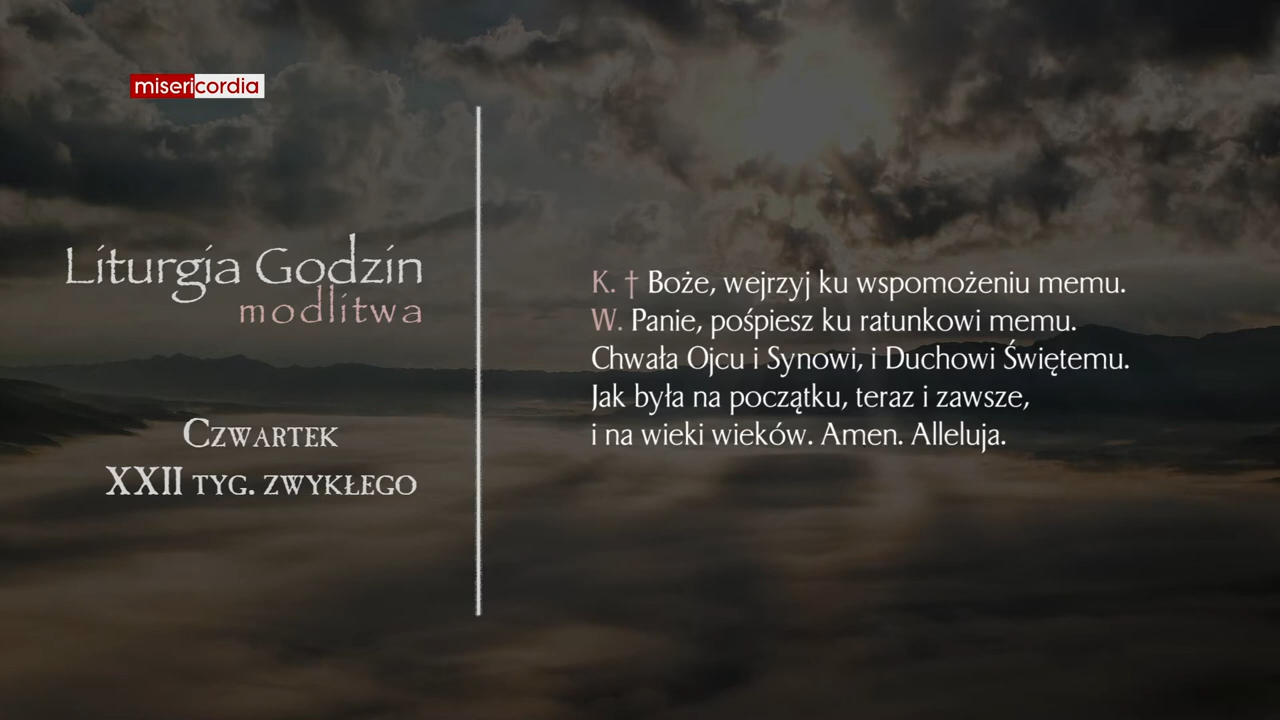 misericordia
Liturgia Godzin
modlitwa
Czwartek
XXII tyg. zwykłego
K. † Boże, wejrzyj ku wspomożeniu memu.
W. Panie, pośpiesz ku ratunkowi memu.
Chwała Ojcu i Synowi, i Duchowi Świętemu.
Jak była na początku, teraz i zawsze,
i na wieki wieków. Amen. Alleluja.